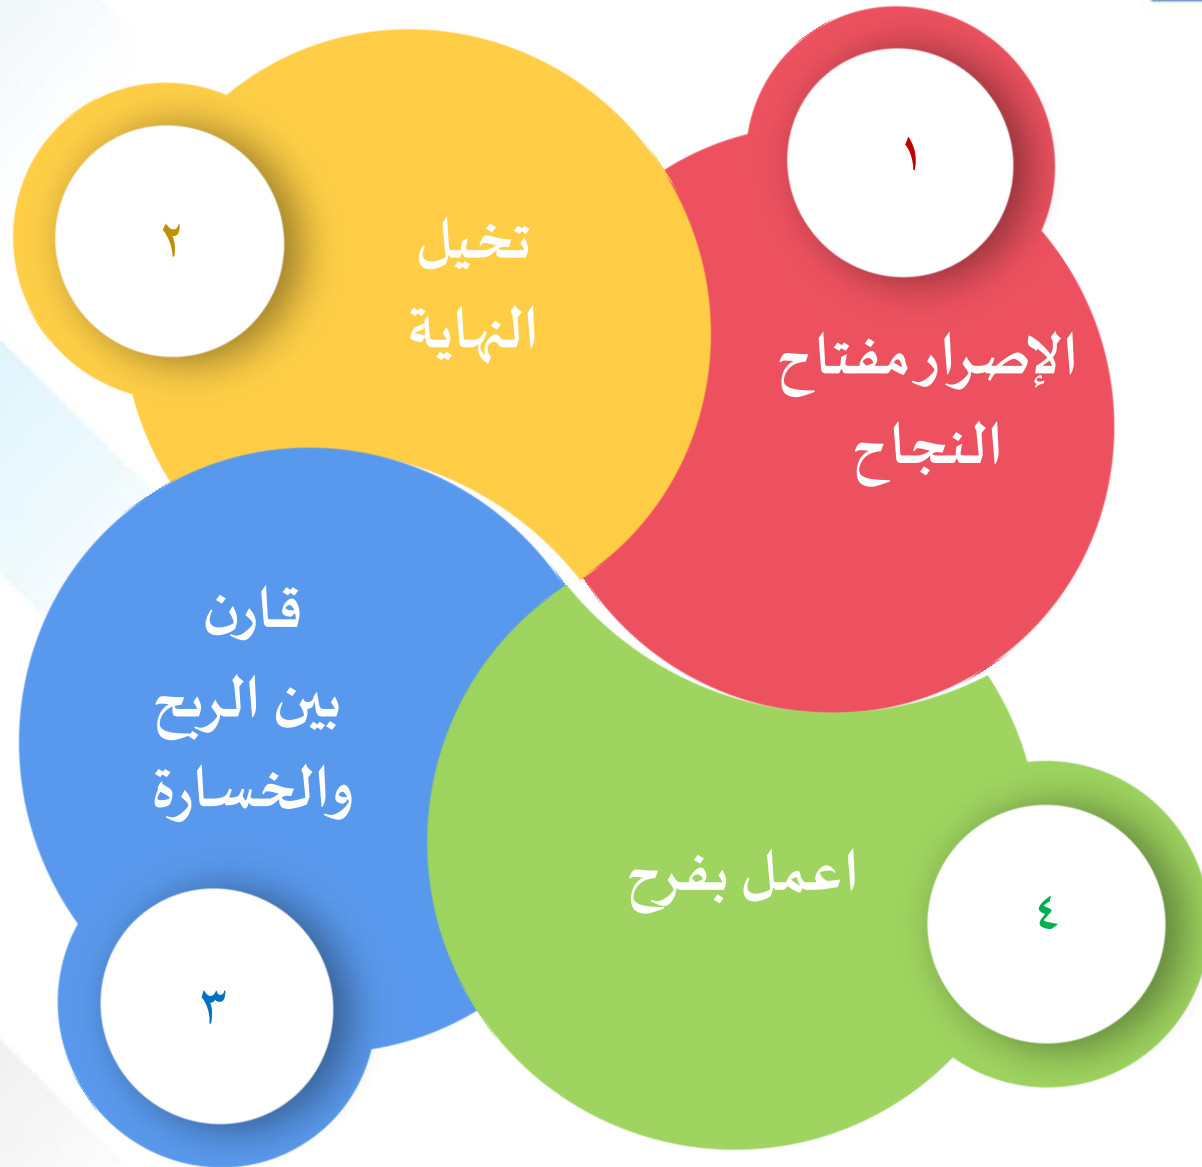 ١
الإصرار مفتاح
النجاح
٢
تخيل
النهاية
٣
قارن
بين الربح
والخسارة
٤
اعمل بفرح